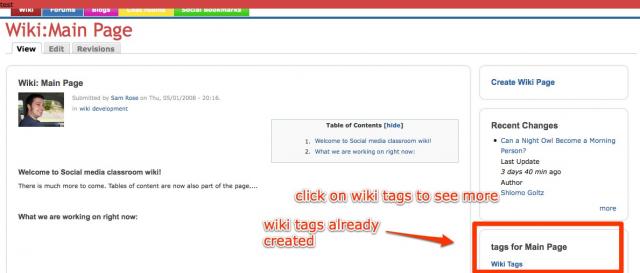 test
Wiki
Forums
Blogs
Chat Rooms
Social Bookmarks
Wiki:Main Page
View
Edit
Revisions
Wiki: Main Page
Submitted by Sam Rose on Thu, 05/01/2008 - 20:16.
in wiki development
Table of Contents [hide]
1. Welcome to Social media classroom wiki!
2. What we are working on right now:
Welcome to Social media classroom wiki!
There is much more to come. Tables of content are now also part of the page....
What we are working on right now:
click on wiki tags to see more
wiki tags already
created
Create Wiki Page
Recent Changes
Can a Night Owl Become a Morning
Person?
Last Update
3 days 40 min ago
Author
Shlomo Goltz
more
tags for Main Page
Wiki Tags